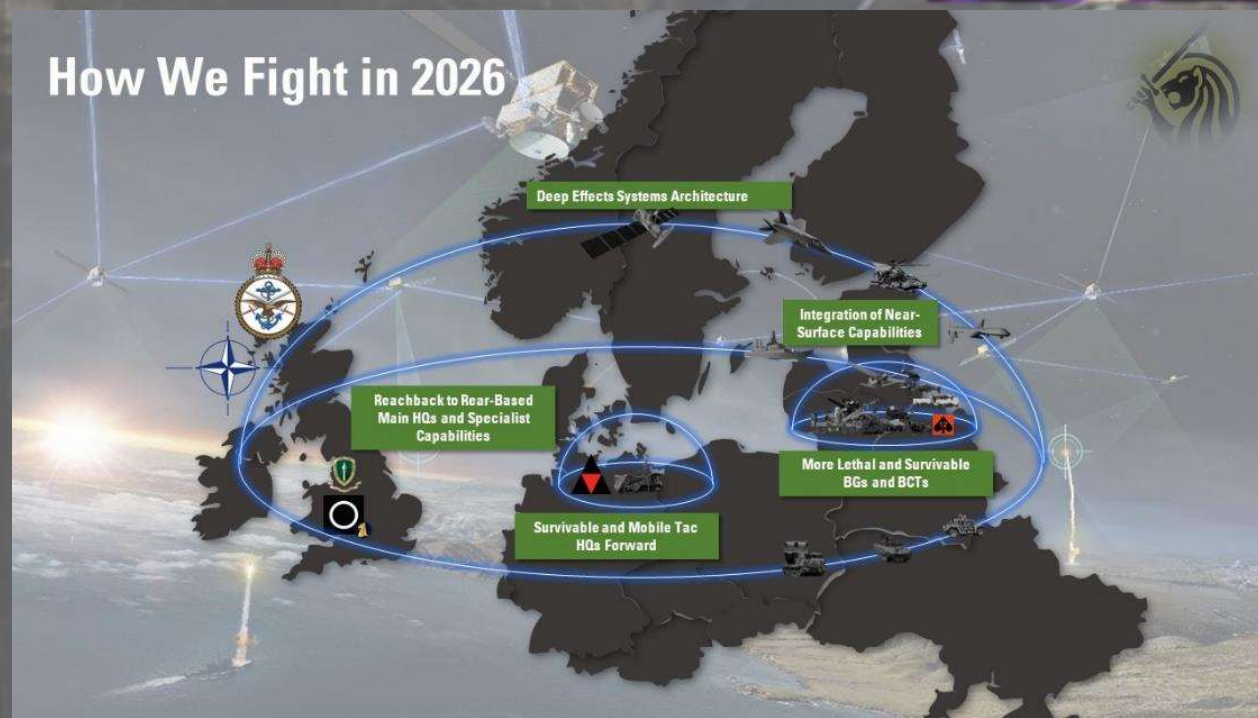 How We Fight in 2026
Deep Effects Systems Architecture
Integration of Near-
Surface Capabilities
Reachback to Rear-Based
Main HQs and Specialist
Capabilities
More Lethal and Survivable
BGs and BCTs
Survivable and Mobile Tac
HQs Forward